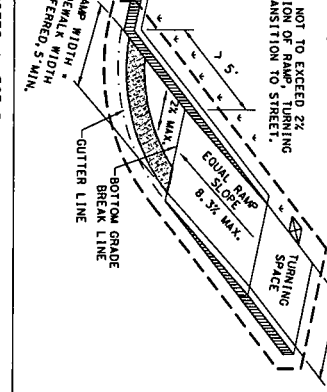 NOT TO EXCEED 2%
ION OF RAMP, TURNING
ANSITION TO STREET.
> 5'
TURNING
SPACE
EQUAL RAMP
SLOPE
8.3% MAX.
2% MAX.
BOTTOM GRADE
BREAK LINE
GUTTER LINE
AMP WIDTH =
EWALK WIDTH
FERRED, 5' MIN.